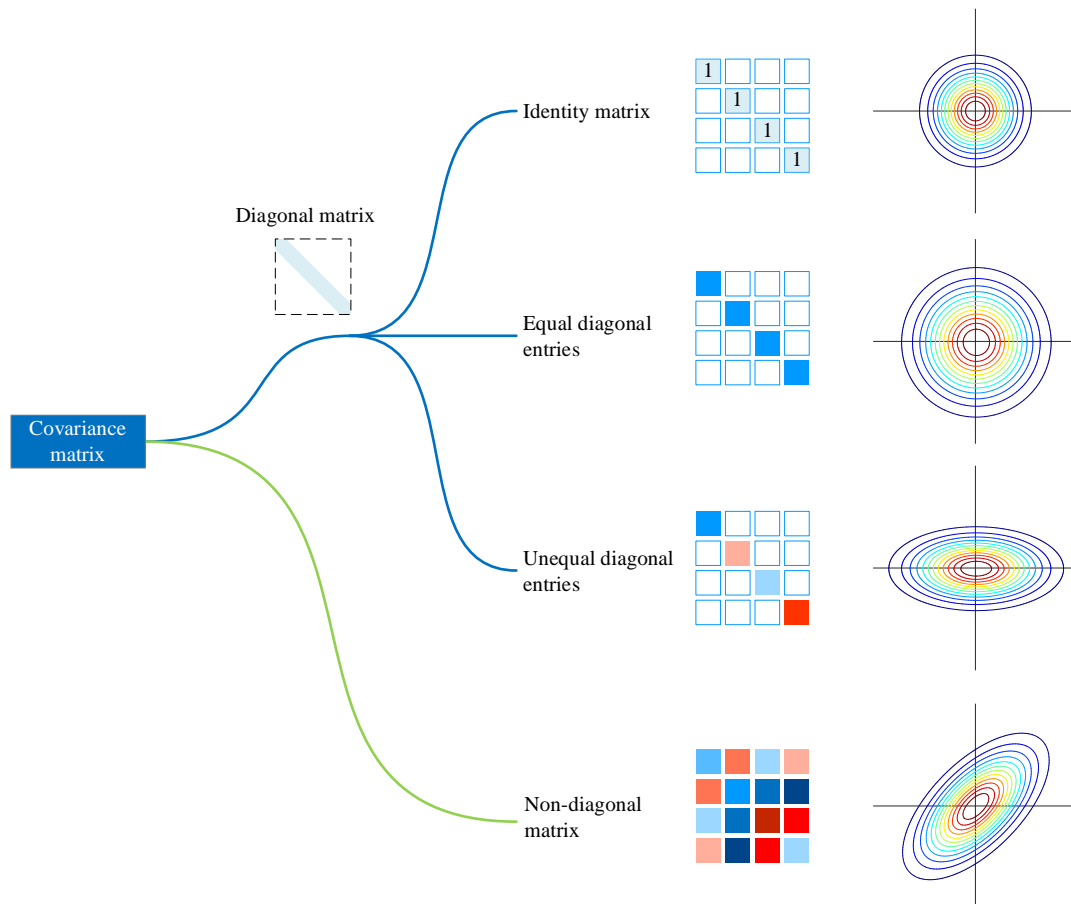 Identity matrix
1
1
1
1
Diagonal matrix
Equal diagonal
entries
Covariance
matrix
Unequal diagonal
entries
Non-diagonal
matrix